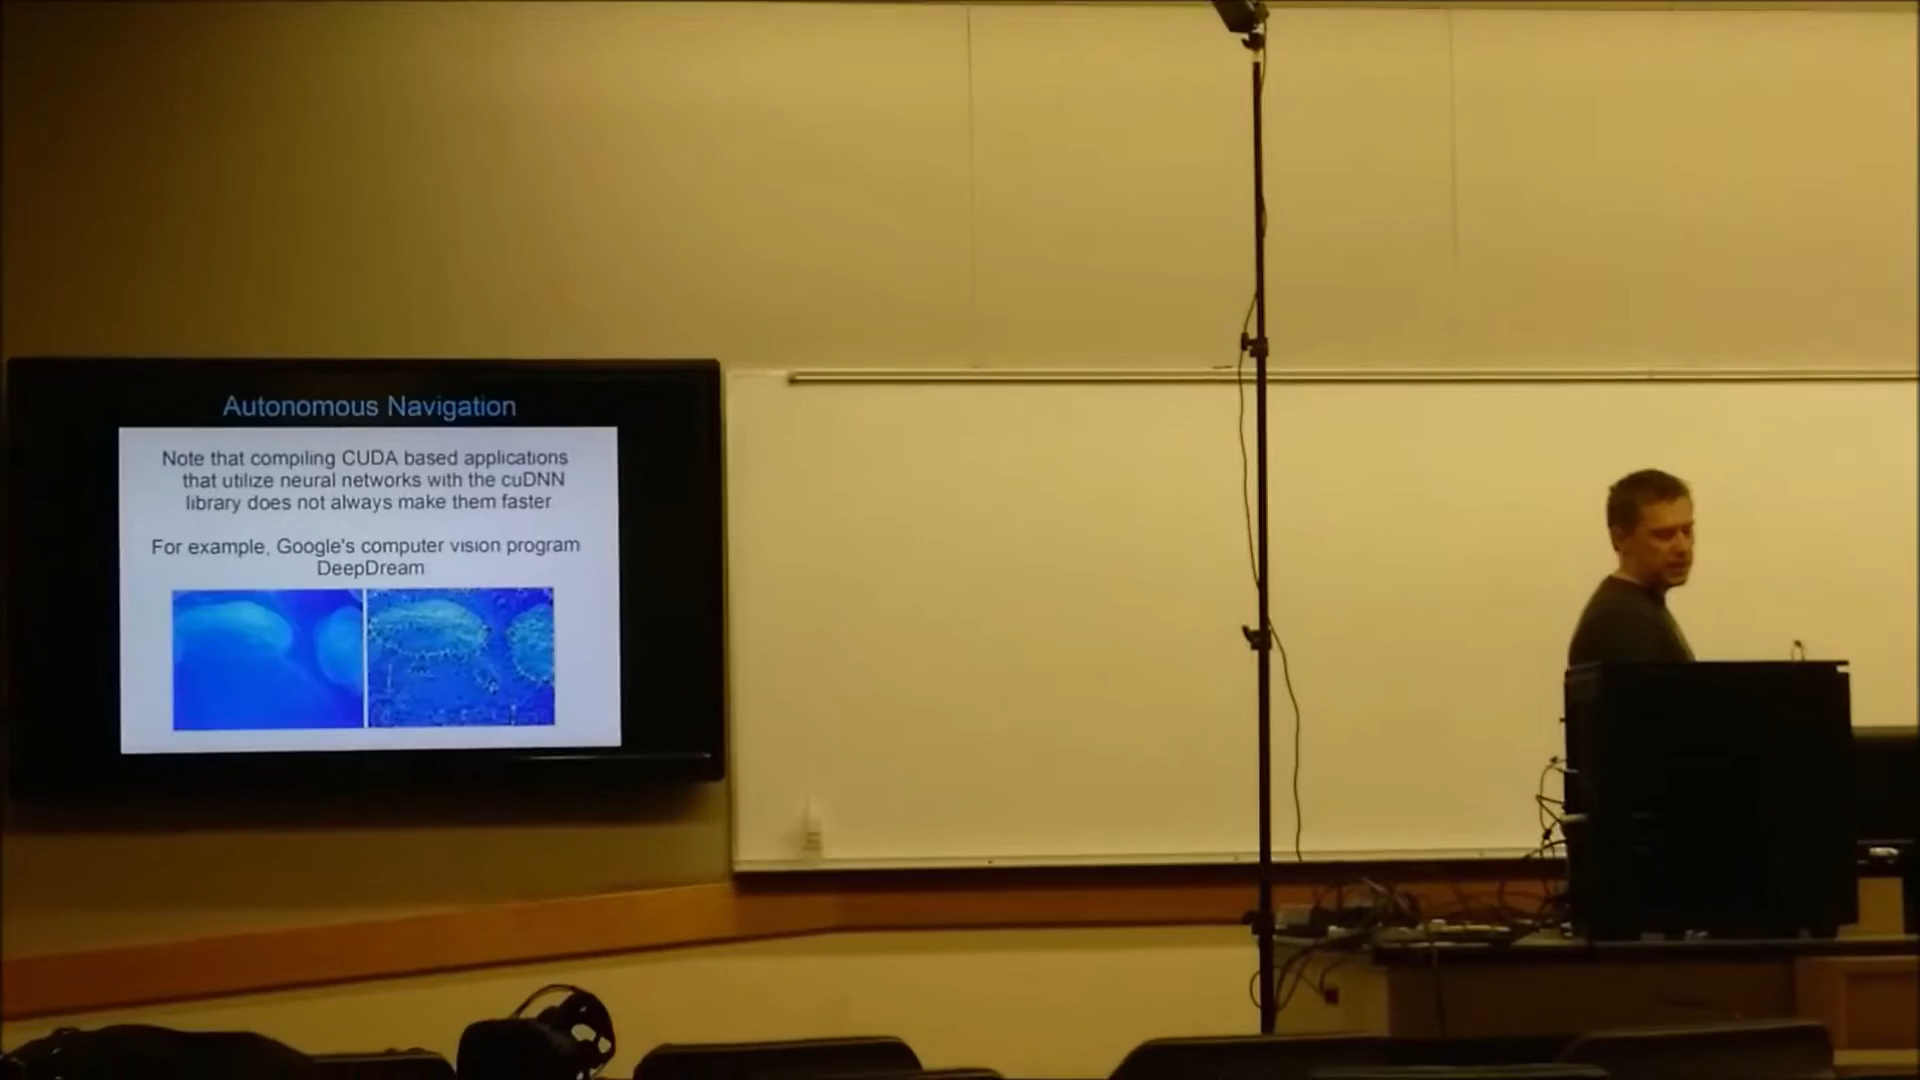 Autonomous Navigation
Note that compiling CUDA based applications
that utilize neural networks with the cuDNN
library does not always make them faster
For example, Google's computer vision program
DeepDream